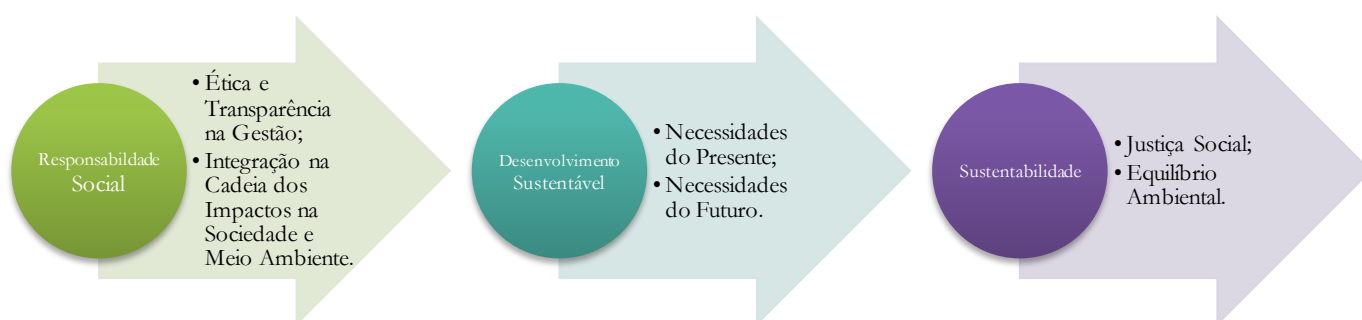 Responsabildade
Social
• Ética e
Transparência
na Gestão;
• Integração na
Cadeia dos
Impactos na
Sociedade e
Meio Ambiente.
Desenvolvimento
Sustentável
• Necessidades
do Presente;
• Necessidades
do Futuro.
Sustentabilidade
• Justiça Social;
• Equilíbrio
Ambiental.